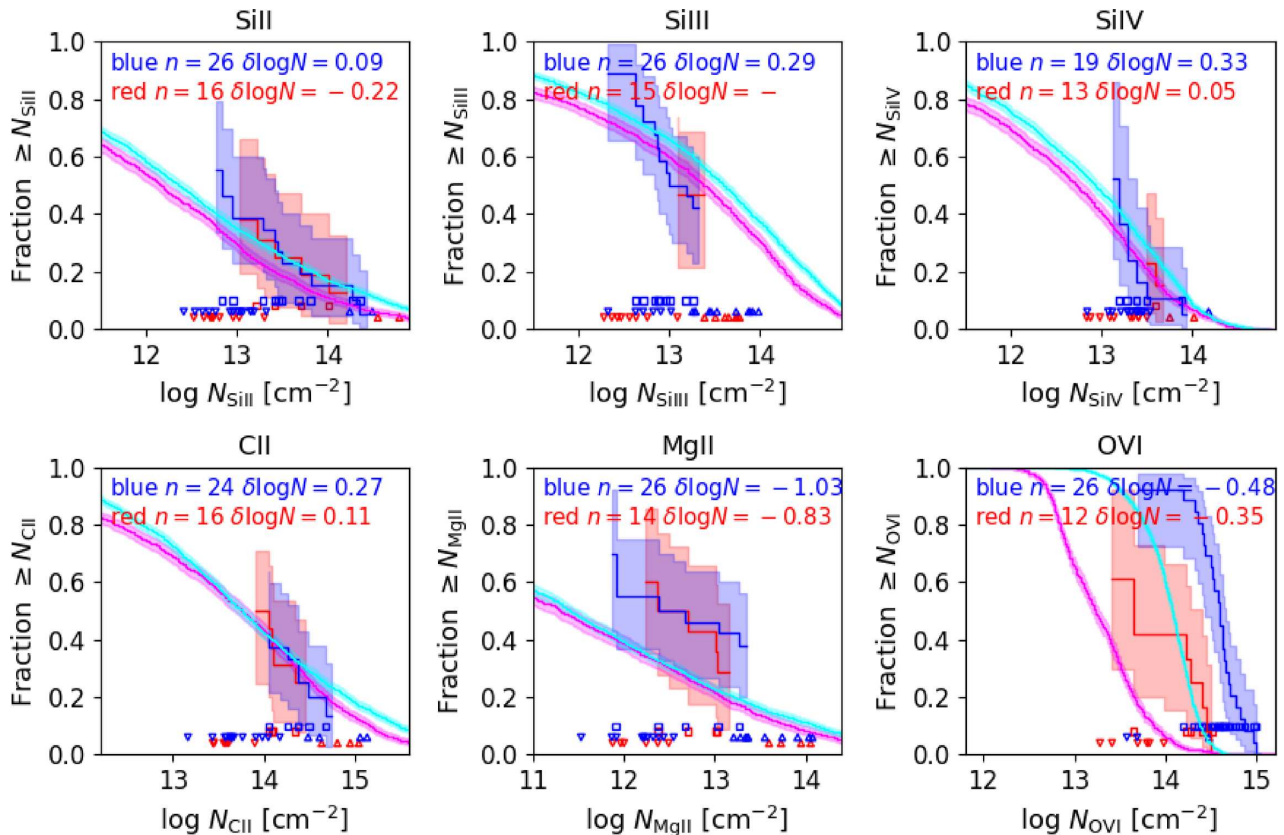 SiII
SiIII
SiIV
blue n = 26 δlogN = 0.09
red n = 16 δlogN = − 0.22
blue n = 26 δlogN = 0.29
red n = 15 δlogN = −
blue n = 19 δlogN = 0.33
red n = 13 δlogN = 0.05
Fraction ≥ N_SiII
Fraction ≥ N_SiIII
Fraction ≥ N_SiIV
1.0
0.8
0.6
0.4
0.2
0.0
1.0
0.8
0.6
0.4
0.2
0.0
1.0
0.8
0.6
0.4
0.2
0.0
12 13 14
12 13 14
12 13 14
log N_SiII [cm⁻²]
log N_SiIII [cm⁻²]
log N_SiIV [cm⁻²]
CII
MgII
OVI
blue n = 24 δlogN = 0.27
red n = 16 δlogN = 0.11
blue n = 26 δlogN = − 1.03
red n = 14 δlogN = − 0.83
blue n = 26 δlogN = − 0.48
red n = 12 δlogN = − 0.35
Fraction ≥ N_CII
Fraction ≥ N_MgII
Fraction ≥ N_OVI
1.0
0.8
0.6
0.4
0.2
0.0
1.0
0.8
0.6
0.4
0.2
0.0
1.0
0.8
0.6
0.4
0.2
0.0
13 14 15
11 12 13 14
12 13 14 15
log N_CII [cm⁻²]
log N_MgII [cm⁻²]
log N_OVI [cm⁻²]